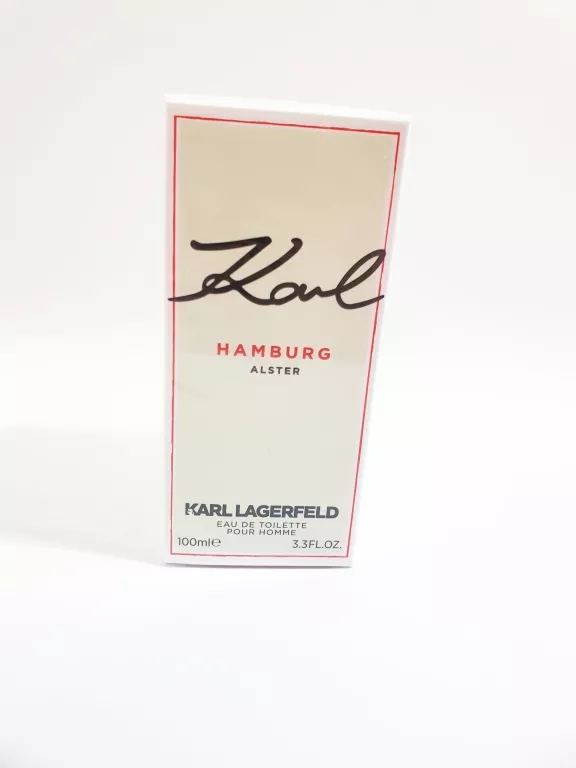 Karl
HAMBURG
ALSTER
KARL LAGERFELD
EAU DE TOILETTE
POUR HOMME
100ml℮ 3.3FL.OZ.